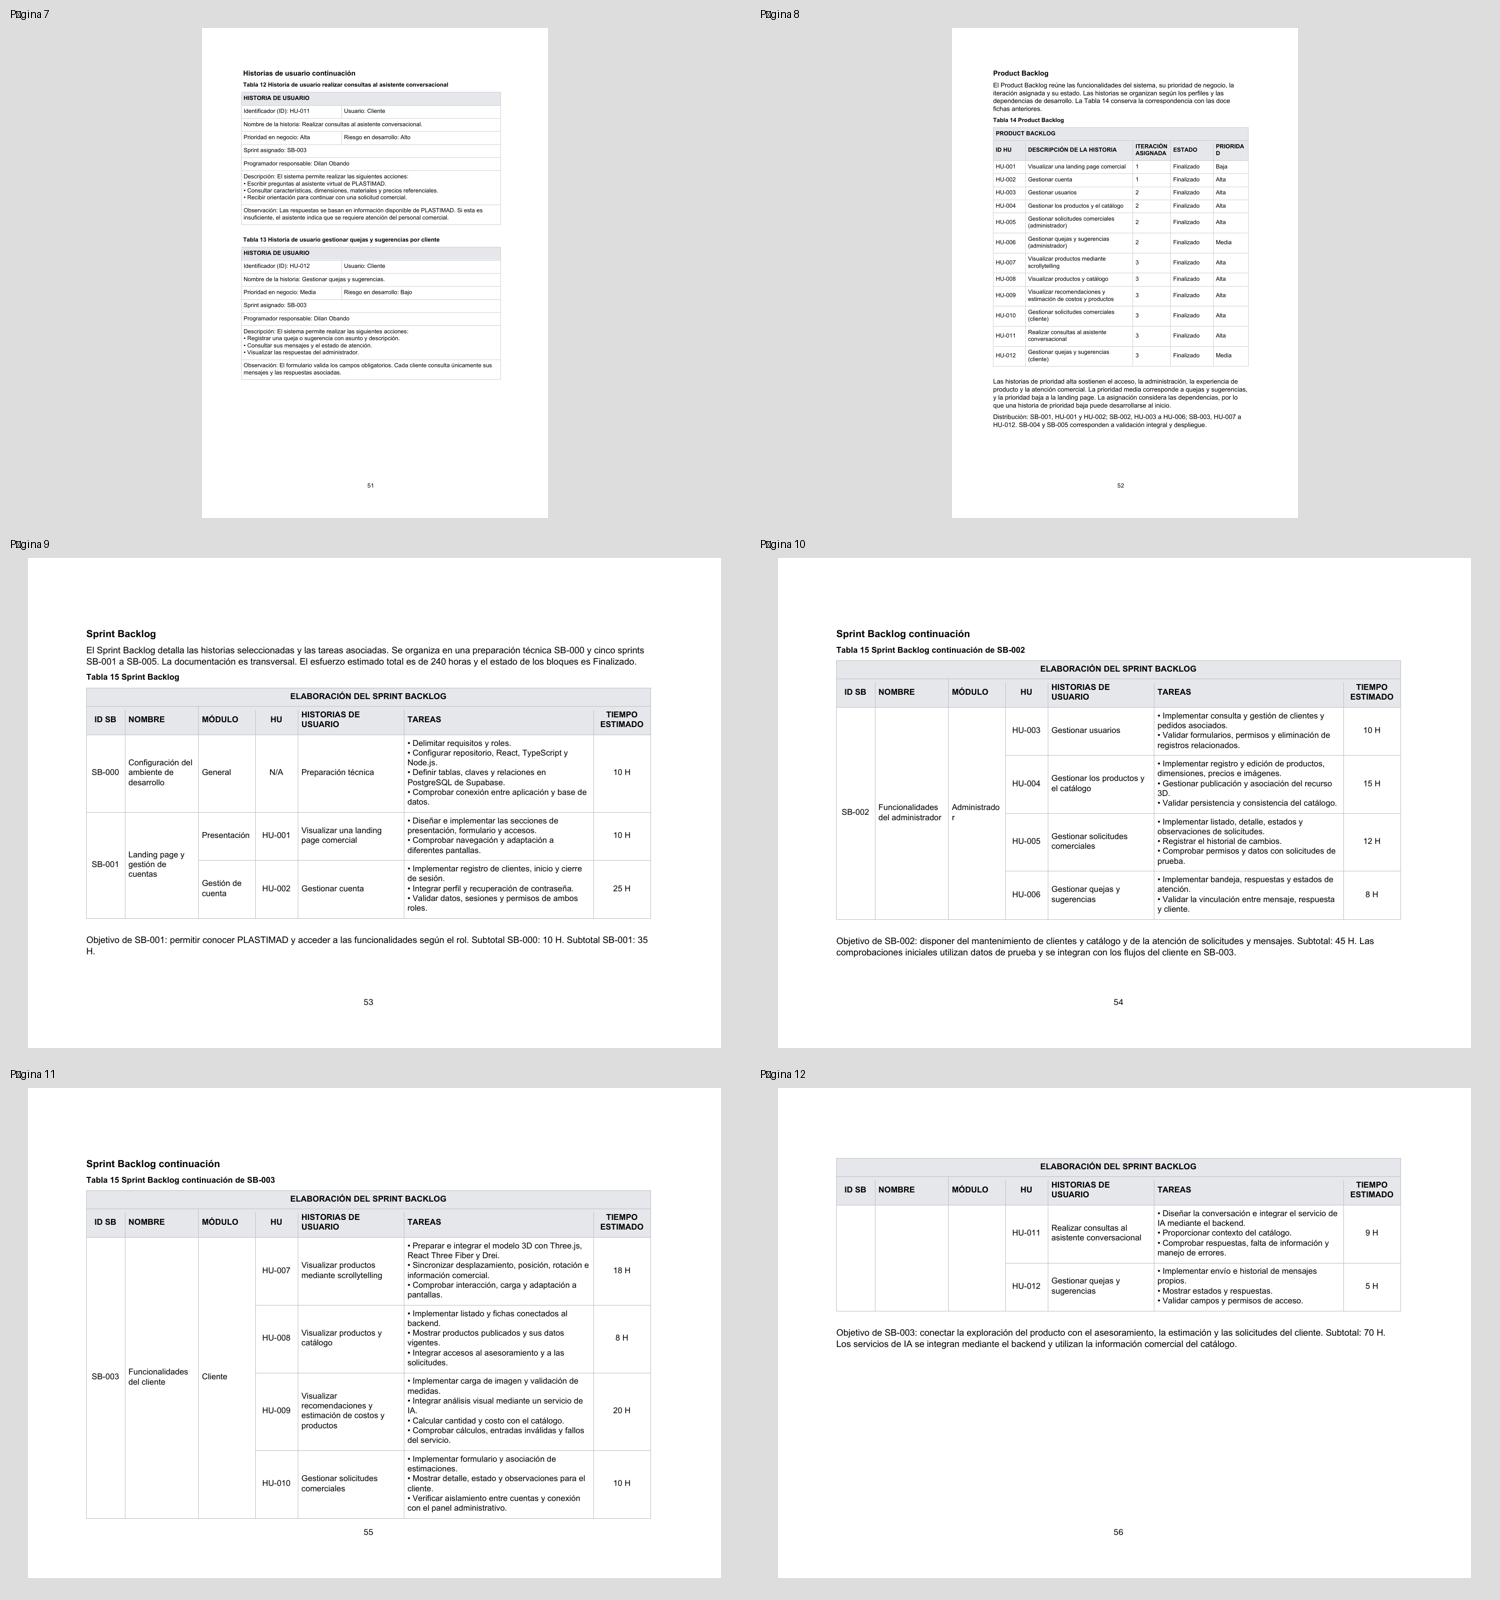 Página 7
Historias de usuario continuación
Tabla 12 Historia de usuario realizar consultas al asistente conversacional
HISTORIA DE USUARIO
Identificador (ID): HU-011 Usuario: Cliente
Nombre de la historia: Realizar consultas al asistente conversacional.
Prioridad en negocio: Alta Riesgo en desarrollo: Alto
Sprint asignado: SB-003
Programador responsable: Dilan Obando
Descripción: El sistema permite realizar las siguientes acciones:
• Escribir preguntas al asistente virtual de PLASTIMAD.
• Consultar características, dimensiones, materiales y precios referenciales.
• Recibir orientación para continuar con una solicitud comercial.
Observación: Las respuestas se basan en información disponible de PLASTIMAD. Si esta es
insuficiente, el asistente indica que se requiere atención del personal comercial.
Tabla 13 Historia de usuario gestionar quejas y sugerencias por cliente
HISTORIA DE USUARIO
Identificador (ID): HU-012 Usuario: Cliente
Nombre de la historia: Gestionar quejas y sugerencias.
Prioridad en negocio: Media Riesgo en desarrollo: Bajo
Sprint asignado: SB-003
Programador responsable: Dilan Obando
Descripción: El sistema permite realizar las siguientes acciones:
• Registrar una queja o sugerencia con asunto y descripción.
• Consultar sus mensajes y el estado de atención.
• Visualizar las respuestas del administrador.
Observación: El formulario valida los campos obligatorios. Cada cliente consulta únicamente sus
mensajes y las respuestas asociadas.
51
Página 8
Product Backlog
El Product Backlog reúne las funcionalidades del sistema, su prioridad de negocio, la
iteración asignada y su estado. Las historias se organizan según los perfiles y las
dependencias de desarrollo. La Tabla 14 conserva la correspondencia con las doce
fichas anteriores.
Tabla 14 Product Backlog
PRODUCT BACKLOG
ID HU DESCRIPCIÓN DE LA HISTORIA ITERACIÓN ASIGNADA ESTADO PRIORIDA
D
HU-001 Visualizar una landing page comercial 1 Finalizado Baja
HU-002 Gestionar cuenta 1 Finalizado Alta
HU-003 Gestionar usuarios 2 Finalizado Alta
HU-004 Gestionar los productos y el catálogo 2 Finalizado Alta
HU-005 Gestionar solicitudes comerciales
(administrador) 2 Finalizado Alta
HU-006 Gestionar quejas y sugerencias
(administrador) 2 Finalizado Media
HU-007 Visualizar productos mediante
scrollytelling 3 Finalizado Alta
HU-008 Visualizar productos y catálogo 3 Finalizado Alta
HU-009 Visualizar recomendaciones y
estimación de costos y productos 3 Finalizado Alta
HU-010 Gestionar solicitudes comerciales
(cliente) 3 Finalizado Alta
HU-011 Realizar consultas al asistente
conversacional 3 Finalizado Alta
HU-012 Gestionar quejas y sugerencias
(cliente) 3 Finalizado Media
Las historias de prioridad alta sostienen el acceso, la administración, la experiencia de
producto y la atención comercial. La prioridad media corresponde a quejas y sugerencias,
y la prioridad baja a la landing page. La asignación considera las dependencias, por lo
que una historia de prioridad baja puede desarrollarse al inicio.
Distribución: SB-001, HU-001 y HU-002; SB-002, HU-003 a HU-006; SB-003, HU-007 a
HU-012. SB-004 y SB-005 corresponden a validación integral y despliegue.
52
Página 9
Sprint Backlog
El Sprint Backlog detalla las historias seleccionadas y las tareas asociadas. Se organiza en una preparación técnica SB-000 y cinco sprints
SB-001 a SB-005. La documentación es transversal. El esfuerzo estimado total es de 240 horas y el estado de los bloques es Finalizado.
Tabla 15 Sprint Backlog
ELABORACIÓN DEL SPRINT BACKLOG
ID SB NOMBRE MÓDULO HU HISTORIAS DE
USUARIO TAREAS TIEMPO
ESTIMADO
SB-000 Configuración del
ambiente de
desarrollo General N/A Preparación técnica
• Delimitar requisitos y roles.
• Configurar repositorio, React, TypeScript y
Node.js.
• Definir tablas, claves y relaciones en
PostgreSQL de Supabase.
• Comprobar conexión entre aplicación y base de
datos.
10 H
SB-001 Landing page y
gestión de
cuentas
Presentación HU-001 Visualizar una landing
page comercial
• Diseñar e implementar las secciones de
presentación, formulario y accesos.
• Comprobar navegación y adaptación a
diferentes pantallas.
10 H
Gestión de
cuenta HU-002 Gestionar cuenta
• Implementar registro de clientes, inicio y cierre
de sesión.
• Integrar perfil y recuperación de contraseña.
• Validar datos, sesiones y permisos de ambos
roles.
25 H
Objetivo de SB-001: permitir conocer PLASTIMAD y acceder a las funcionalidades según el rol. Subtotal SB-000: 10 H. Subtotal SB-001: 35
H.
53
Página 10
Sprint Backlog continuación
Tabla 15 Sprint Backlog continuación de SB-002
ELABORACIÓN DEL SPRINT BACKLOG
ID SB NOMBRE MÓDULO HU HISTORIAS DE
USUARIO TAREAS TIEMPO
ESTIMADO
SB-002 Funcionalidades
del administrador Administrado
r
HU-003 Gestionar usuarios
• Implementar consulta y gestión de clientes y
pedidos asociados.
• Validar formularios, permisos y eliminación de
registros relacionados.
10 H
HU-004 Gestionar los productos y
el catálogo
• Implementar registro y edición de productos,
dimensiones, precios e imágenes.
• Gestionar publicación y asociación del recurso
3D.
• Validar persistencia y consistencia del catálogo.
15 H
HU-005 Gestionar solicitudes
comerciales
• Implementar listado, detalle, estados y
observaciones de solicitudes.
• Registrar el historial de cambios.
• Comprobar permisos y datos con solicitudes de
prueba.
12 H
HU-006 Gestionar quejas y
sugerencias
• Implementar bandeja, respuestas y estados de
atención.
• Validar la vinculación entre mensaje, respuesta
y cliente.
8 H
Objetivo de SB-002: disponer del mantenimiento de clientes y catálogo y de la atención de solicitudes y mensajes. Subtotal: 45 H. Las
comprobaciones iniciales utilizan datos de prueba y se integran con los flujos del cliente en SB-003.
54
Página 11
Sprint Backlog continuación
Tabla 15 Sprint Backlog continuación de SB-003
ELABORACIÓN DEL SPRINT BACKLOG
ID SB NOMBRE MÓDULO HU HISTORIAS DE
USUARIO TAREAS TIEMPO
ESTIMADO
SB-003 Funcionalidades
del cliente Cliente
HU-007 Visualizar productos
mediante scrollytelling
• Preparar e integrar el modelo 3D con Three.js,
React Three Fiber y Drei.
• Sincronizar desplazamiento, posición, rotación e
información comercial.
• Comprobar interacción, carga y adaptación a
pantallas.
18 H
HU-008 Visualizar productos y
catálogo
• Implementar listado y fichas conectados al
backend.
• Mostrar productos publicados y sus datos
vigentes.
• Integrar accesos al asesoramiento y a las
solicitudes.
8 H
HU-009 Visualizar
recomendaciones y
estimación de costos y
productos
• Implementar carga de imagen y validación de
medidas.
• Integrar análisis visual mediante un servicio de
IA.
• Calcular cantidad y costo con el catálogo.
• Comprobar cálculos, entradas inválidas y fallos
del servicio.
20 H
HU-010 Gestionar solicitudes
comerciales
• Implementar formulario y asociación de
estimaciones.
• Mostrar detalle, estado y observaciones para el
cliente.
• Verificar aislamiento entre cuentas y conexión
con el panel administrativo.
10 H
55
Página 12
ELABORACIÓN DEL SPRINT BACKLOG
ID SB NOMBRE MÓDULO HU HISTORIAS DE
USUARIO TAREAS TIEMPO
ESTIMADO
HU-011 Realizar consultas al
asistente conversacional
• Diseñar la conversación e integrar el servicio de
IA mediante el backend.
• Proporcionar contexto del catálogo.
• Comprobar respuestas, falta de información y
manejo de errores.
9 H
HU-012 Gestionar quejas y
sugerencias
• Implementar envío e historial de mensajes
propios.
• Mostrar estados y respuestas.
• Validar campos y permisos de acceso.
5 H
Objetivo de SB-003: conectar la exploración del producto con el asesoramiento, la estimación y las solicitudes del cliente. Subtotal: 70 H.
Los servicios de IA se integran mediante el backend y utilizan la información comercial del catálogo.
56